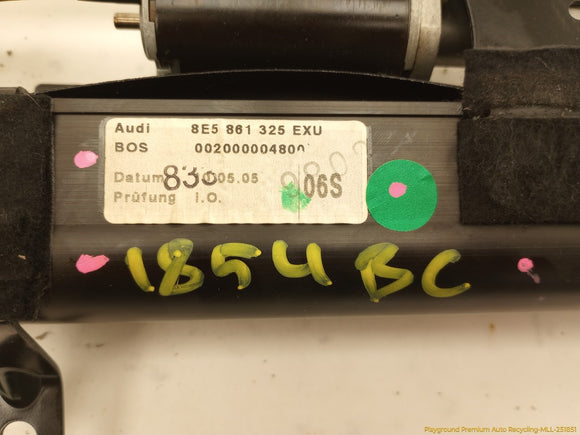 Audi 8E5 861 325 EXU
BOS 002000004800
Datum .05.05 06S
Prüfung i.O.
1854 BC
Playground Premium Auto Recycling-MLL-251851